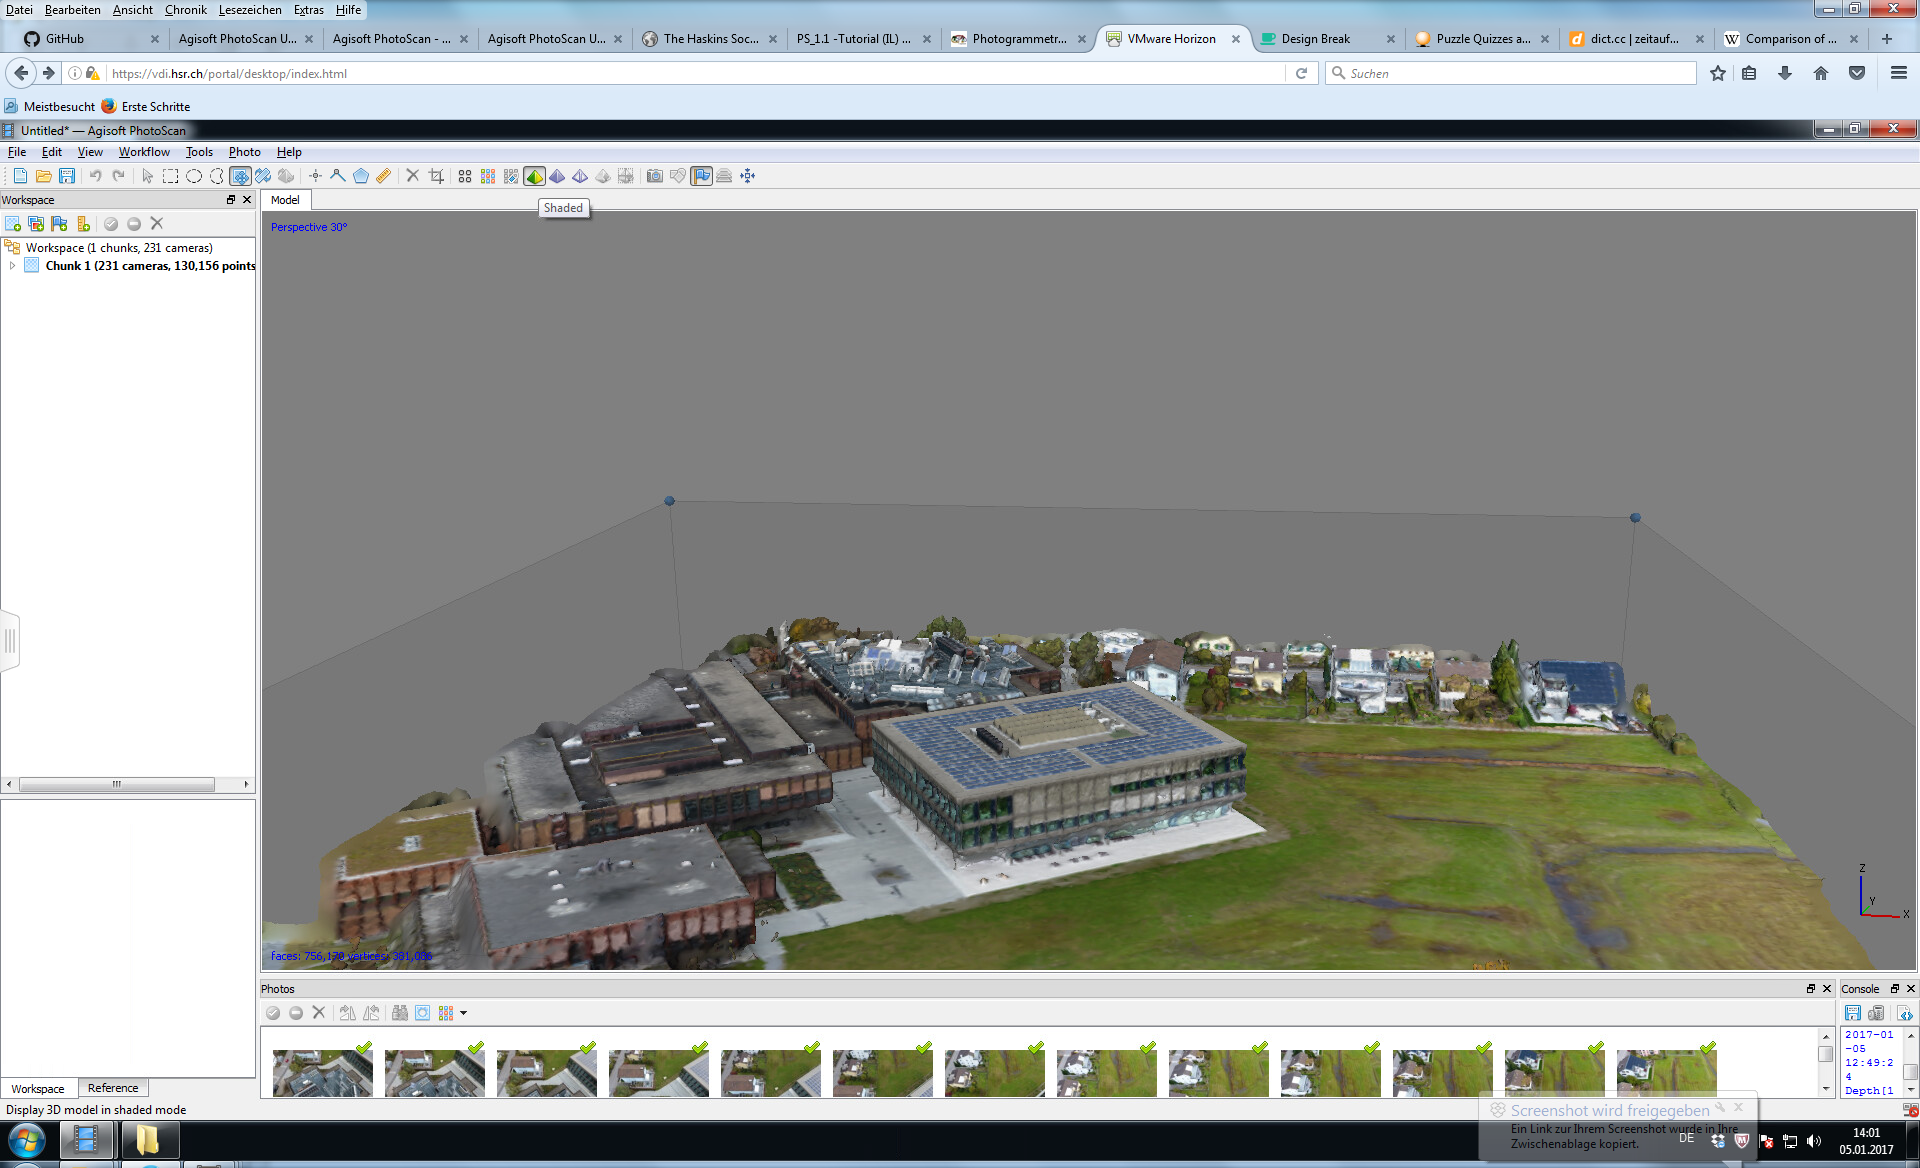 Datei Bearbeiten Ansicht Chronik Lesezeichen Extras Hilfe
GitHub
Agisoft PhotoScan U...
Agisoft PhotoScan - ...
Agisoft PhotoScan U...
The Haskins Soc...
PS_1.1 -Tutorial (IL) ...
Photogrammetr...
VMware Horizon
Design Break
Puzzle Quizzes a...
dict.cc | zeitauf...
Comparison of ...
https://vdi.hsr.ch/portal/desktop/index.html
Suchen
Meistbesucht Erste Schritte
Untitled* — Agisoft PhotoScan
File Edit View Workflow Tools Photo Help
Workspace
Model
Shaded
Perspective 30°
Workspace (1 chunks, 231 cameras)
Chunk 1 (231 cameras, 130,156 points
Z
Y
X
faces: 756,170 vertices: 381,086
Photos
Console
2017-01
-05
12:49:2
4
Depth[1
Workspace Reference
Display 3D model in shaded mode
Screenshot wird freigegeben
Ein Link zur Ihrem Screenshot wurde in Ihre
Zwischenablage kopiert.
DE
14:01
05.01.2017